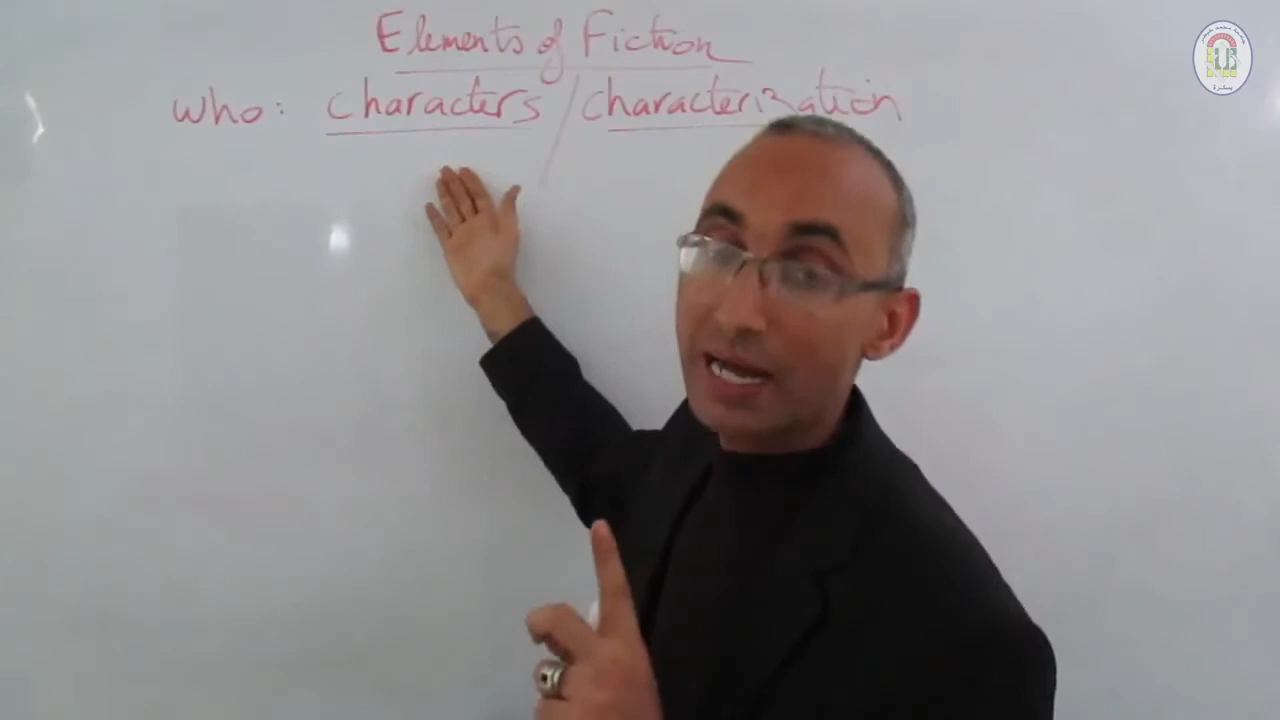 Elements of Fiction
who: characters / characterization